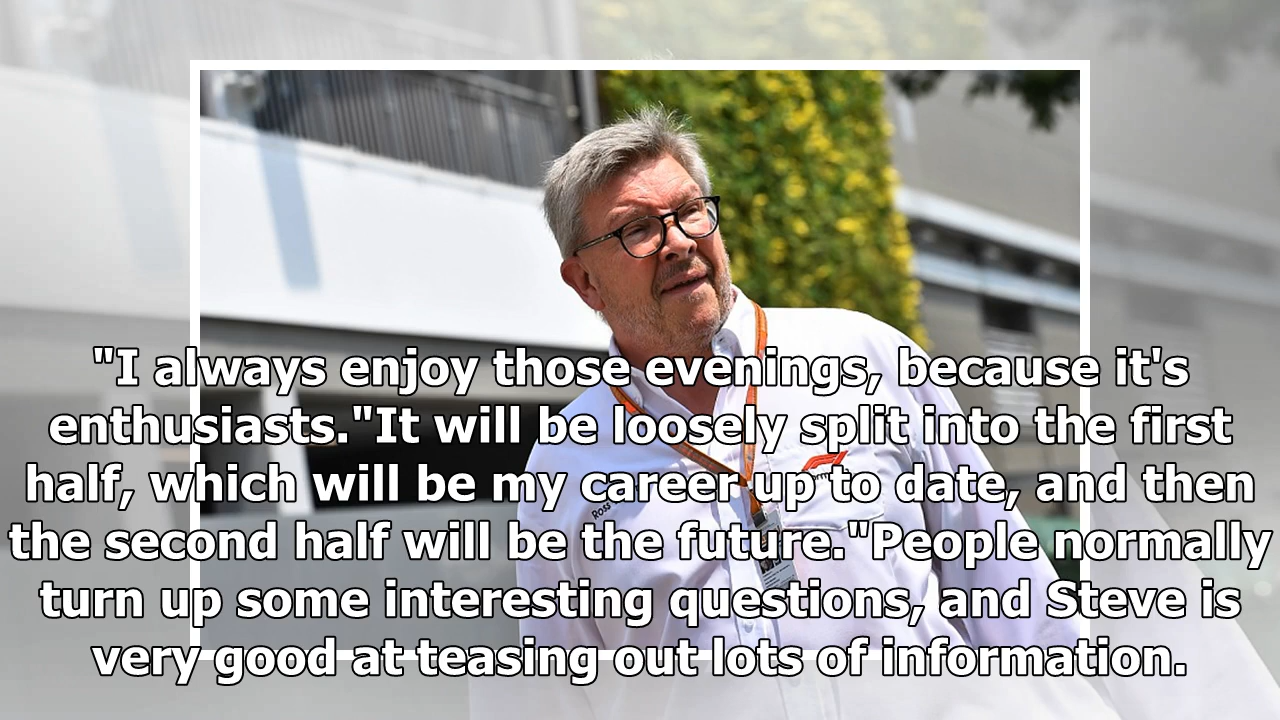 "I always enjoy those evenings, because it's
enthusiasts."It will be loosely split into the first
half, which will be my career up to date, and then
the second half will be the future."People normally
turn up some interesting questions, and Steve is
very good at teasing out lots of information.
Ross
F1